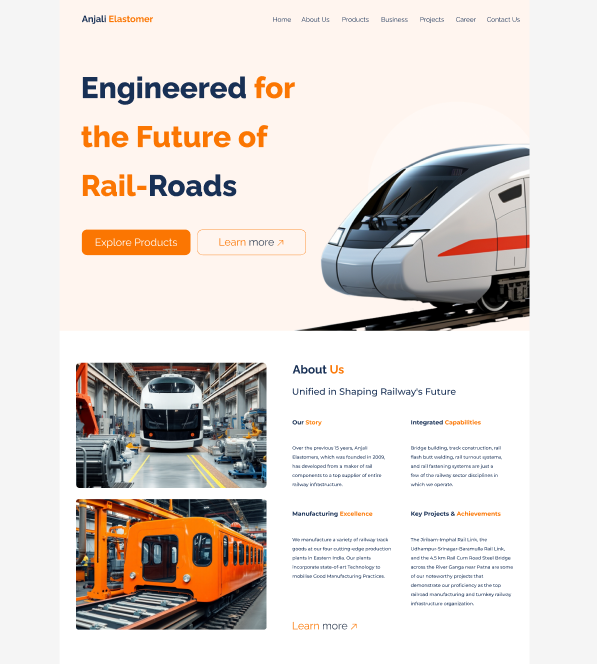 Anjali Elastomer
Home About Us Products Business Projects Career Contact Us
Engineered for
the Future of
Rail-Roads
Explore Products
Learn more ↗
About Us
Unified in Shaping Railway's Future
Our Story
Over the previous 15 years, Anjali
Elastomers, which was founded in 2009,
has developed from a maker of rail
components to a top supplier of entire
railway infrastructure.
Integrated Capabilities
Bridge building, track construction, rail
flash butt welding, rail turnout systems,
and rail fastening systems are just a
few of the railway sector disciplines in
which we operate.
Manufacturing Excellence
We manufacture a variety of railway track
goods at our four cutting-edge production
plants in Eastern India. Our plants
incorporate state-of-art Technology to
mobilise Good Manufacturing Practices.
Key Projects & Achievements
The Jiribam-Imphal Rail Link, the
Udhampur Srinagar Baramulla Rail Link,
and the 4.5 km Rail Cum Road Steel Bridge
across the River Ganga near Patna are some
of our noteworthy projects that
demonstrate our proficiency as the top
railroad manufacturing and turnkey railway
infrastructure organization.
Learn more ↗